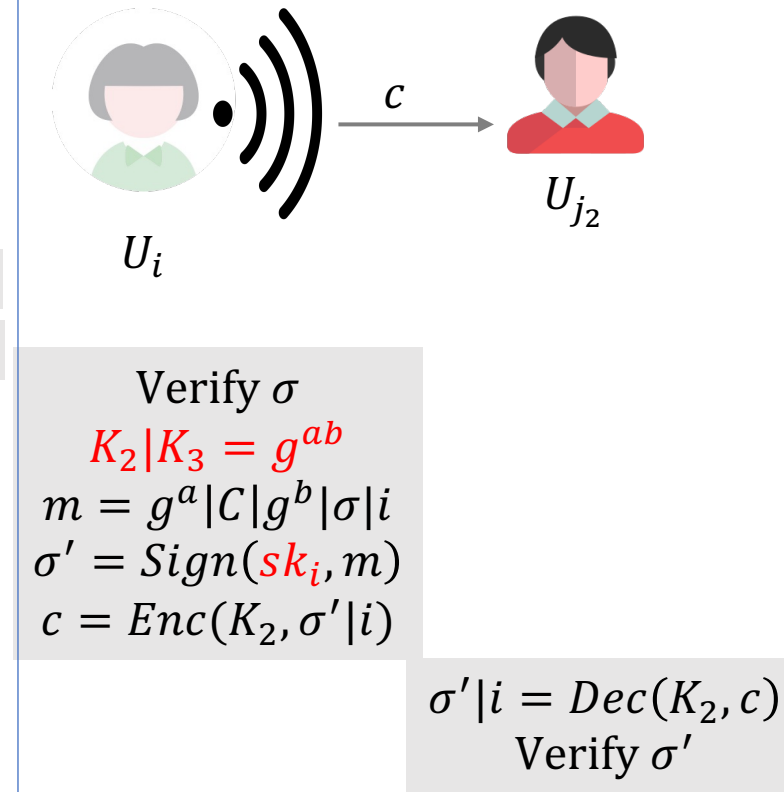 c
U_{j_2}
U_i
Verify σ
K_2|K_3 = g^{ab}
m = g^a|C|g^b|σ|i
σ′ = Sign(sk_i, m)
c = Enc(K_2, σ′|i)
σ′|i = Dec(K_2, c)
Verify σ′